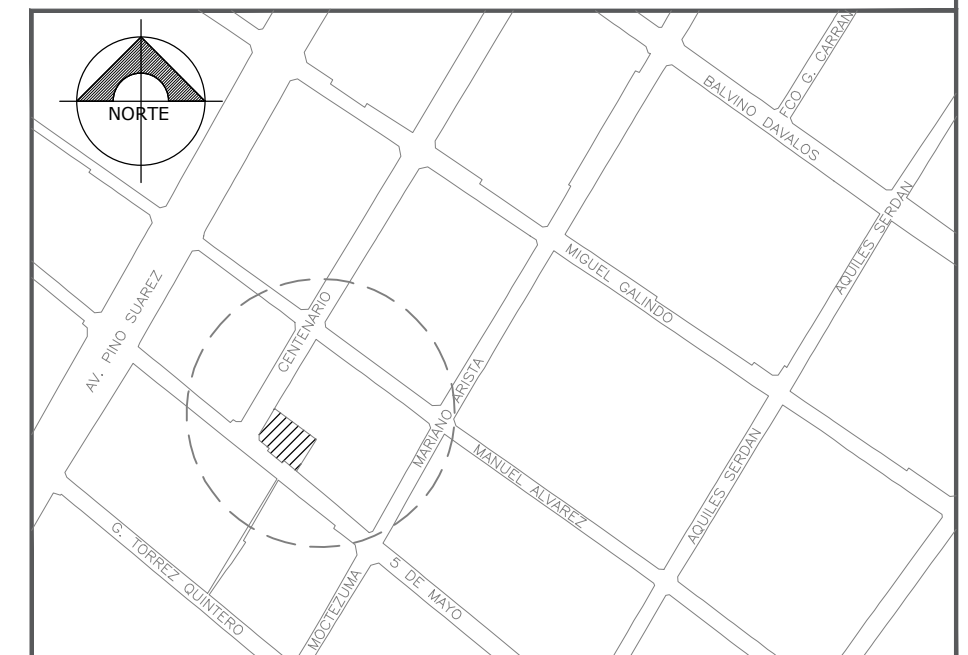 NORTE
FCO G. CARRAN
BALVINO DAVALOS
AQUILES SERDAN
MIGUEL GALINDO
AV. PINO SUAREZ
CENTENARIO
MARIANO ARISTA
MANUEL ALVAREZ
AQUILES SERDAN
G. TORREZ QUINTERO
MOCTEZUMA
5 DE MAYO